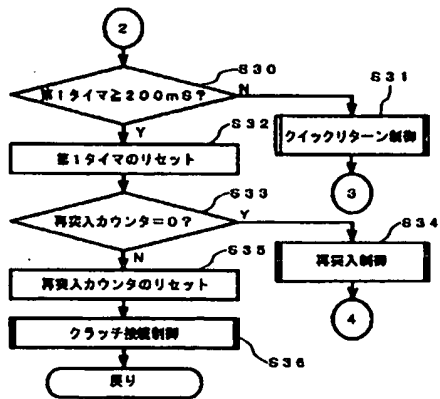 2
S30
第1タイマ≧200mS?
N
S31
クイックリターン制御
3
Y
S32
第1タイマのリセット
S33
再突入カウンタ=0?
Y
S34
再突入制御
4
N
S35
再突入カウンタのリセット
クラッチ接続制御
S36
戻り